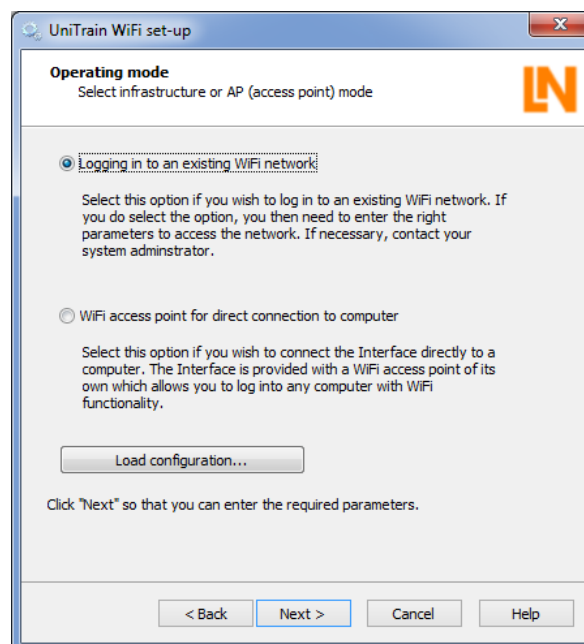 UniTrain WiFi set-up
Operating mode
Select infrastructure or AP (access point) mode
LN
Logging in to an existing WiFi network
Select this option if you wish to log in to an existing WiFi network. If
you do select the option, you then need to enter the right
parameters to access the network. If necessary, contact your
system adminstrator.
WiFi access point for direct connection to computer
Select this option if you wish to connect the Interface directly to a
computer. The Interface is provided with a WiFi access point of its
own which allows you to log into any computer with WiFi
functionality.
Load configuration...
Click "Next" so that you can enter the required parameters.
< Back Next > Cancel Help